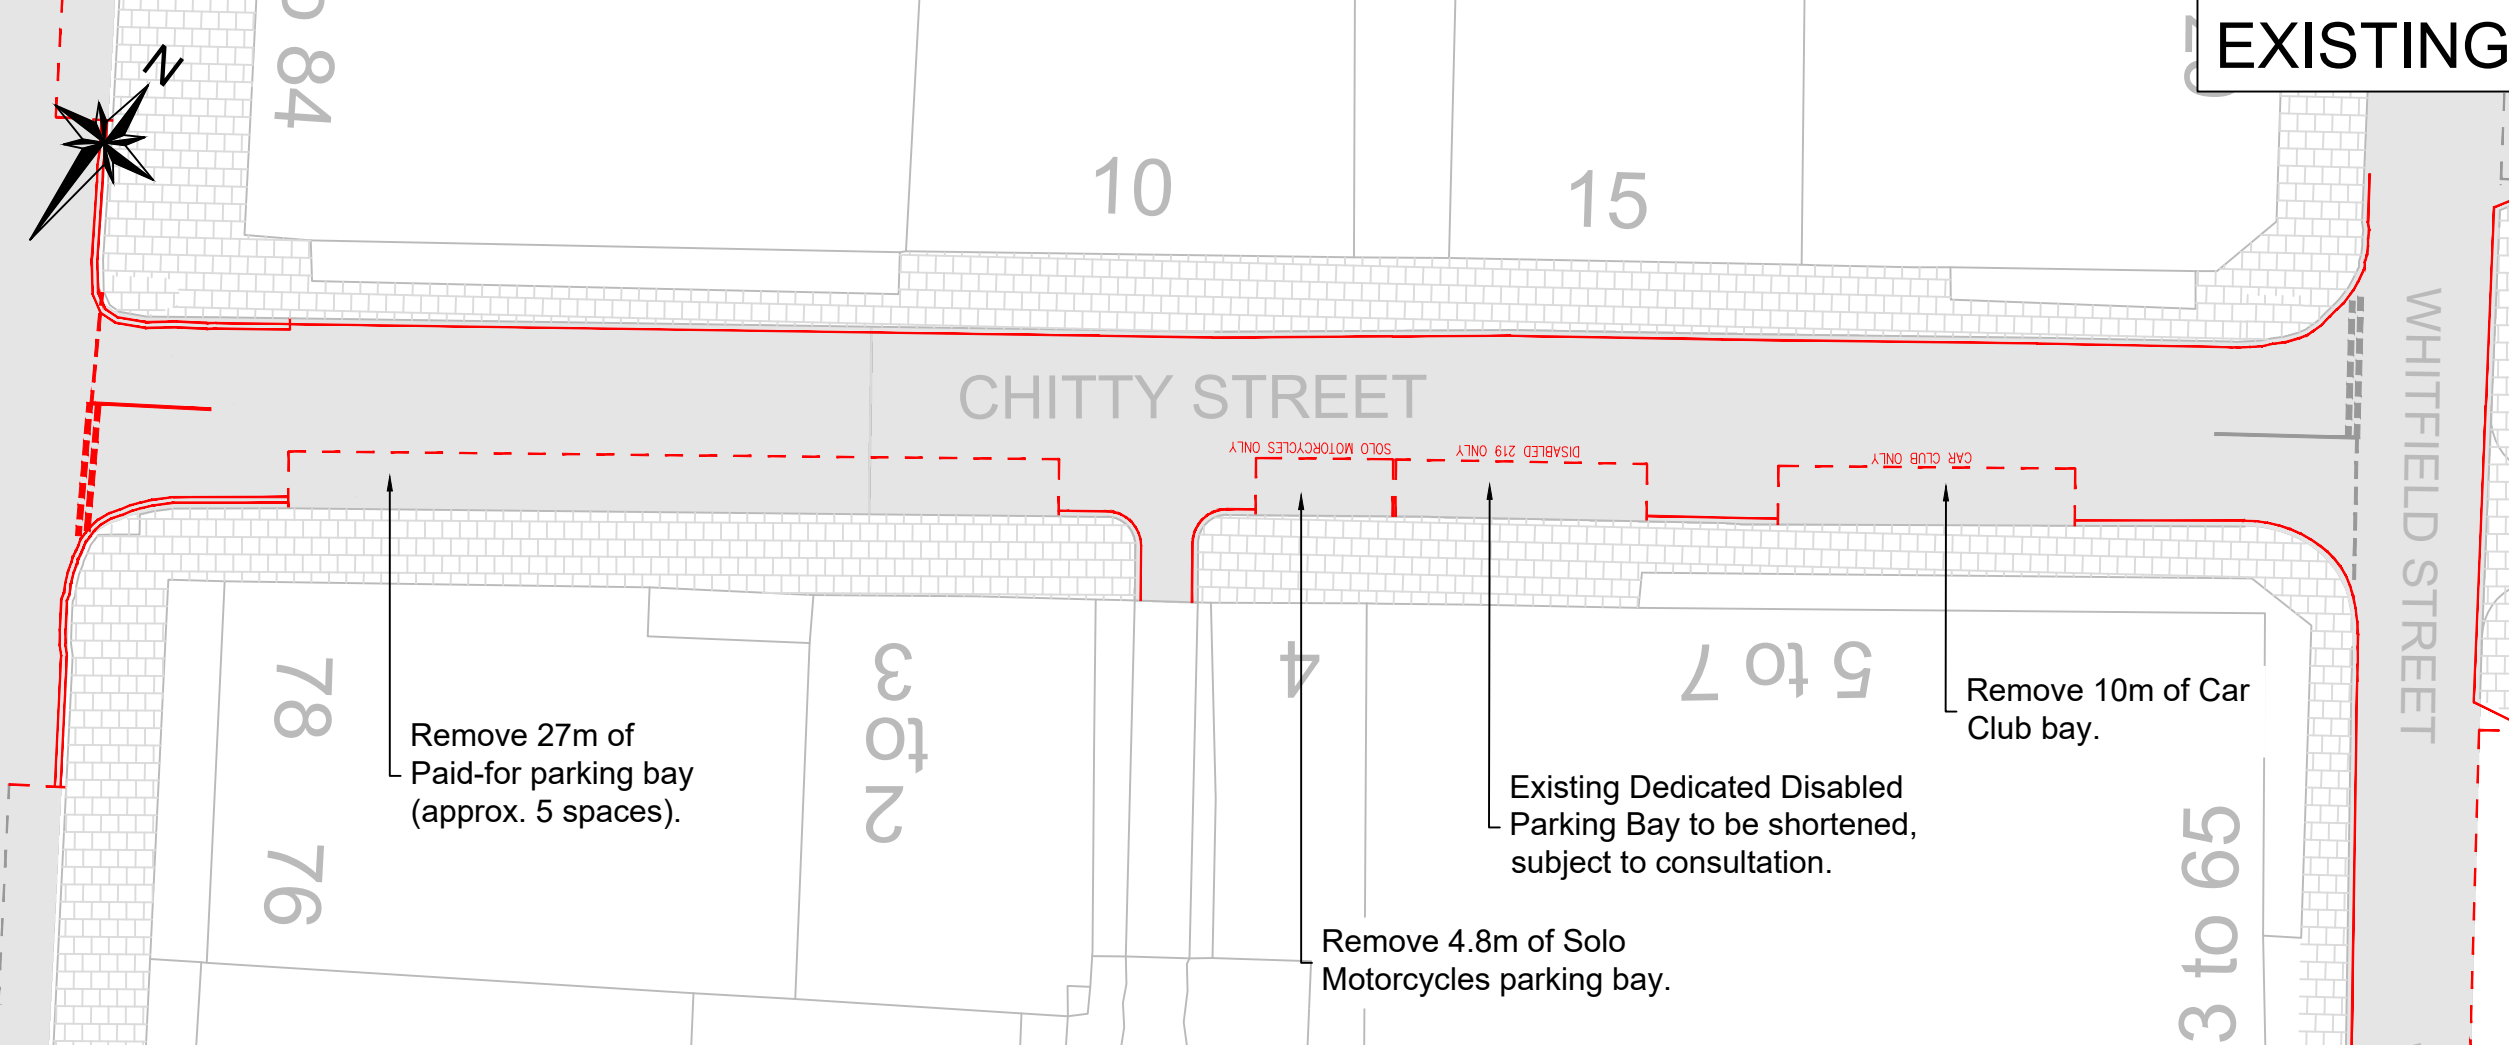 EXISTING
N
84
10
15
CHITTY STREET
WHITFIELD STREET
SOLO MOTORCYCLES ONLY
DISABLED 219 ONLY
CAR CLUB ONLY
78
76
2 to 3
4
5 to 7
3 to 65
Remove 27m of
Paid-for parking bay
(approx. 5 spaces).
Remove 10m of Car
Club bay.
Existing Dedicated Disabled
Parking Bay to be shortened,
subject to consultation.
Remove 4.8m of Solo
Motorcycles parking bay.